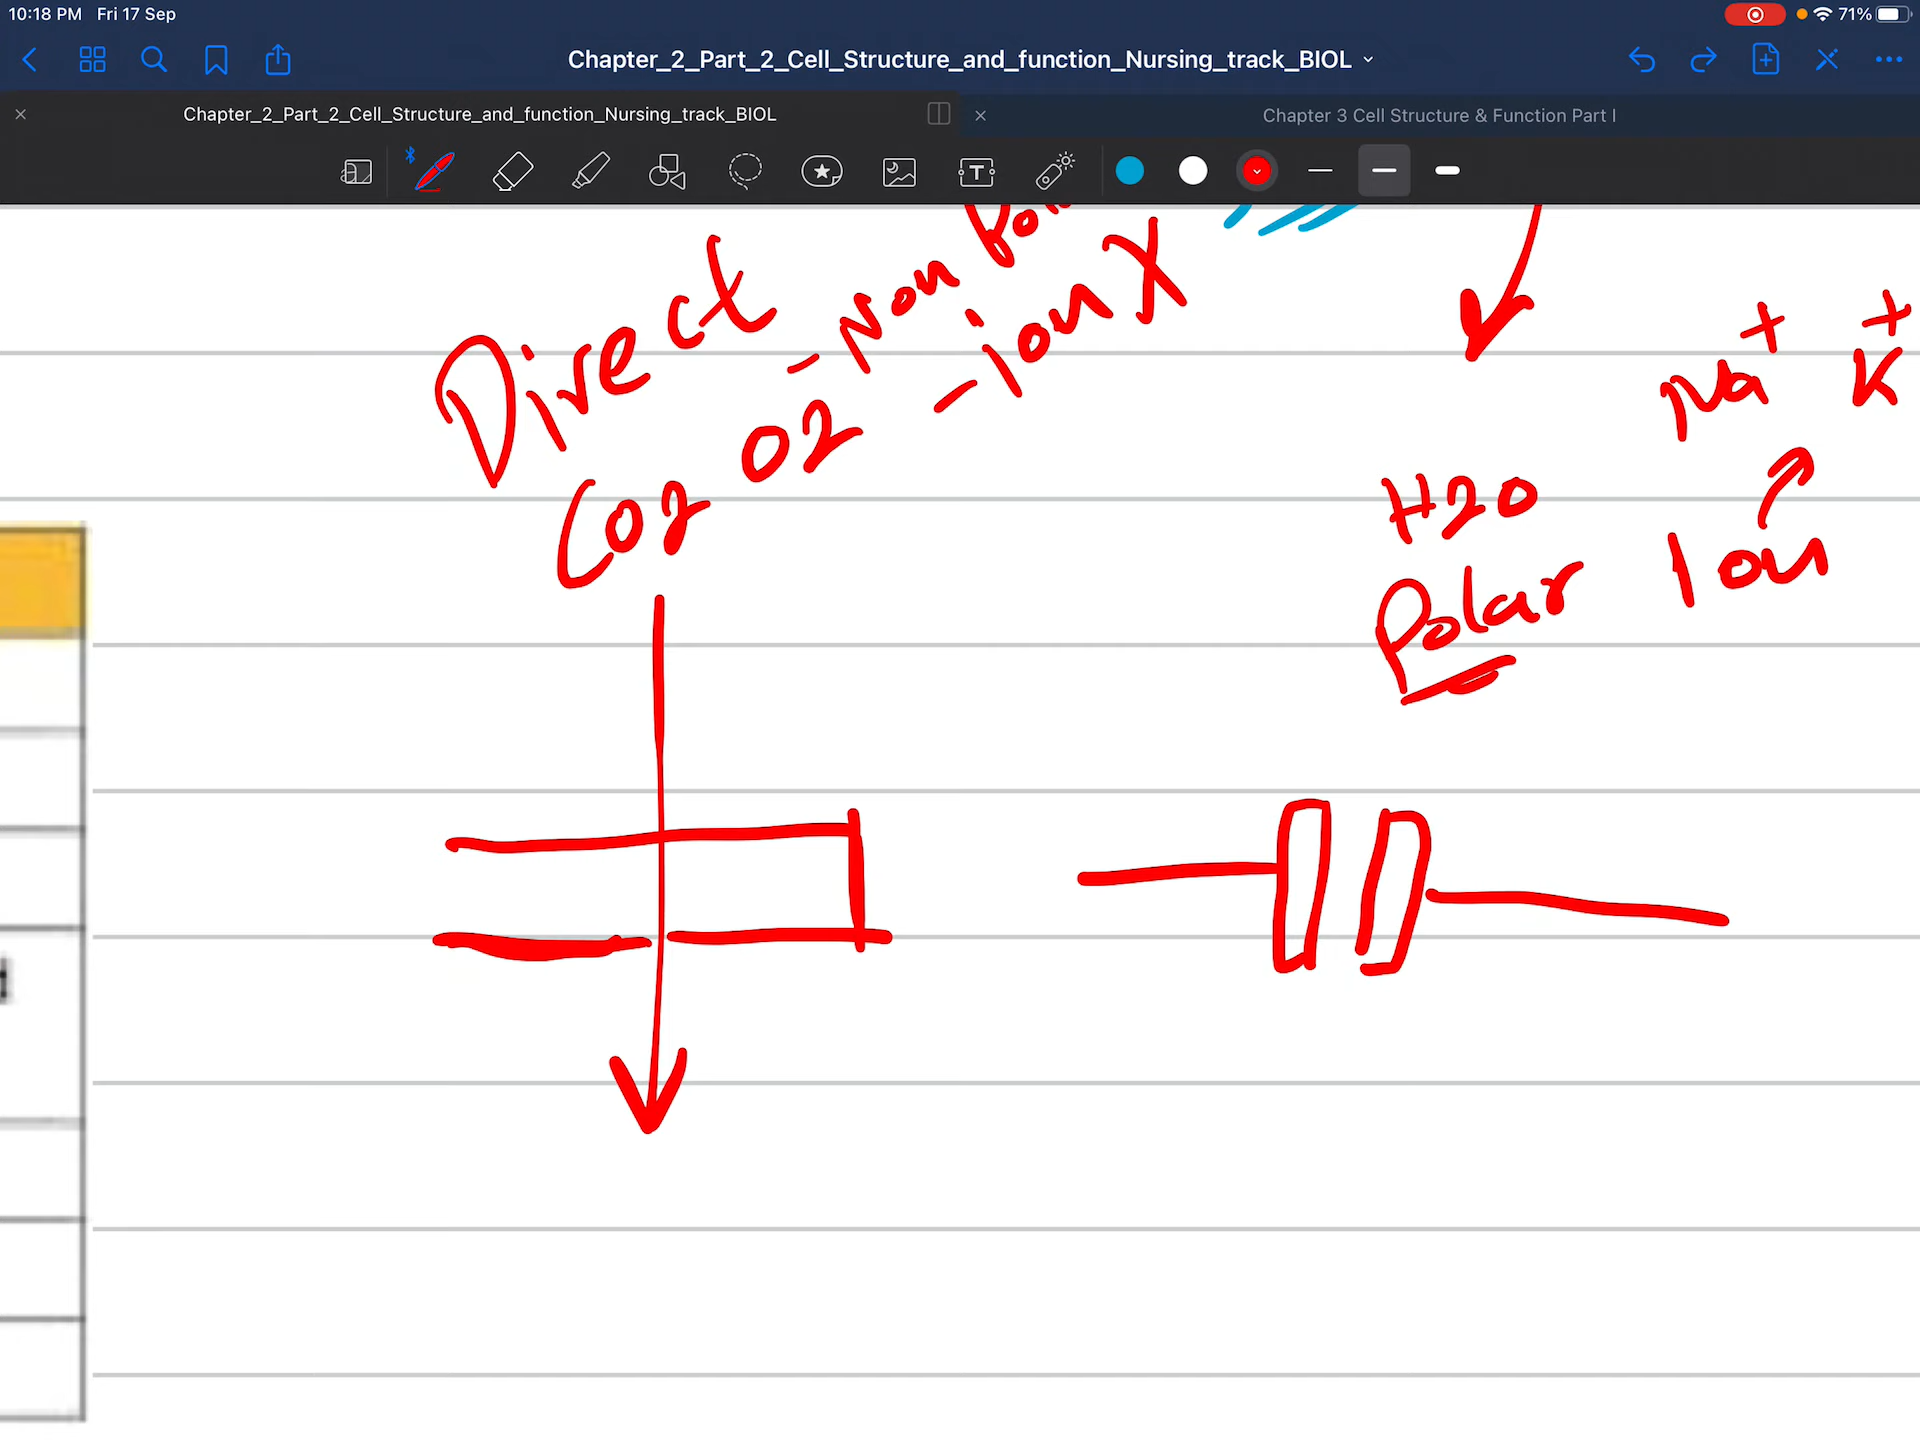 10:18 PM Fri 17 Sep
71%
Chapter_2_Part_2_Cell_Structure_and_function_Nursing_track_BIOL
Chapter_2_Part_2_Cell_Structure_and_function_Nursing_track_BIOL
Chapter 3 Cell Structure & Function Part I
Direct
- Non
- ion X
CO2 O2
Na+ K+
H2O
Polar Ion